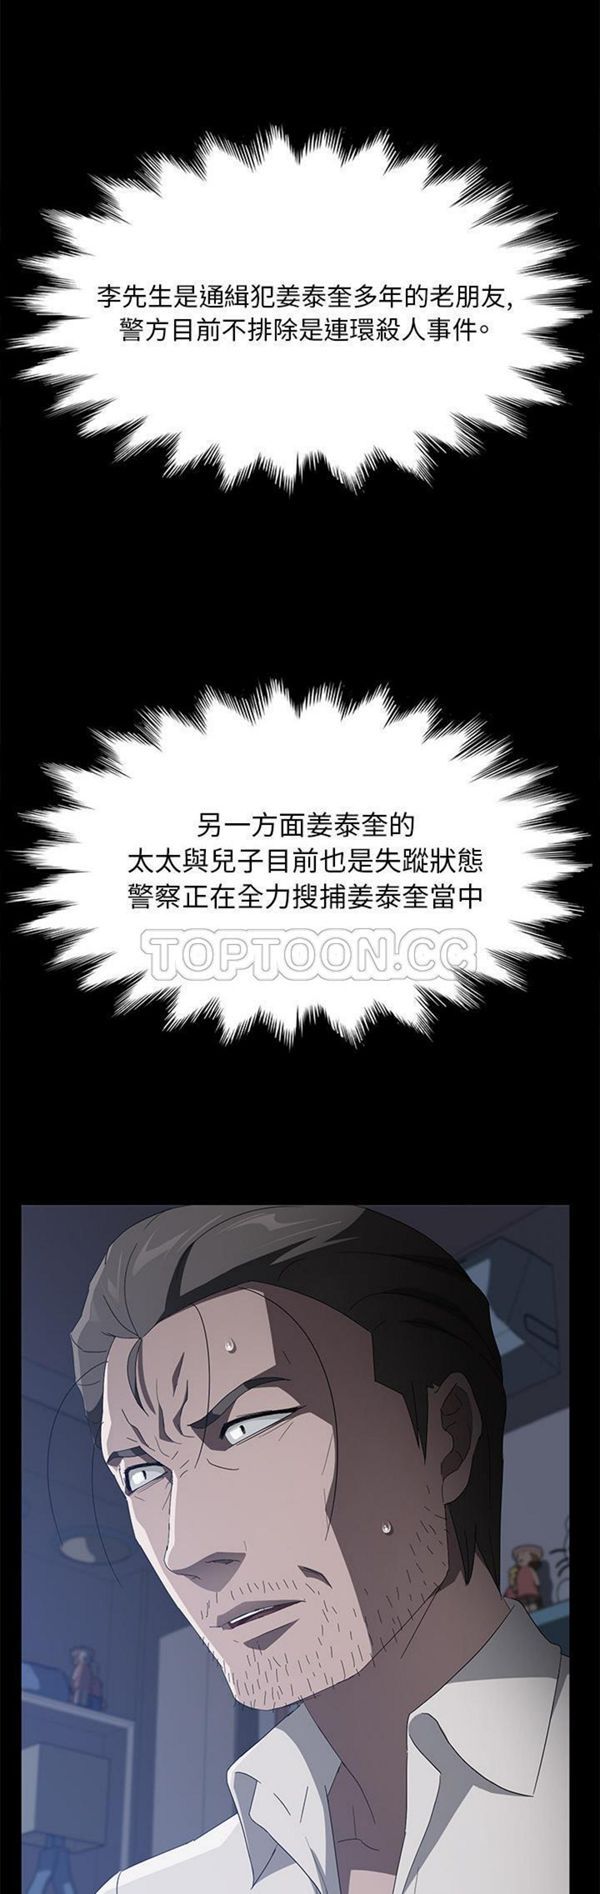 李先生是通緝犯姜泰奎多年的老朋友,
警方目前不排除是連環殺人事件。
另一方面姜泰奎的
太太與兒子目前也是失蹤狀態
警察正在全力搜捕姜泰奎當中
TOPTOON.CC